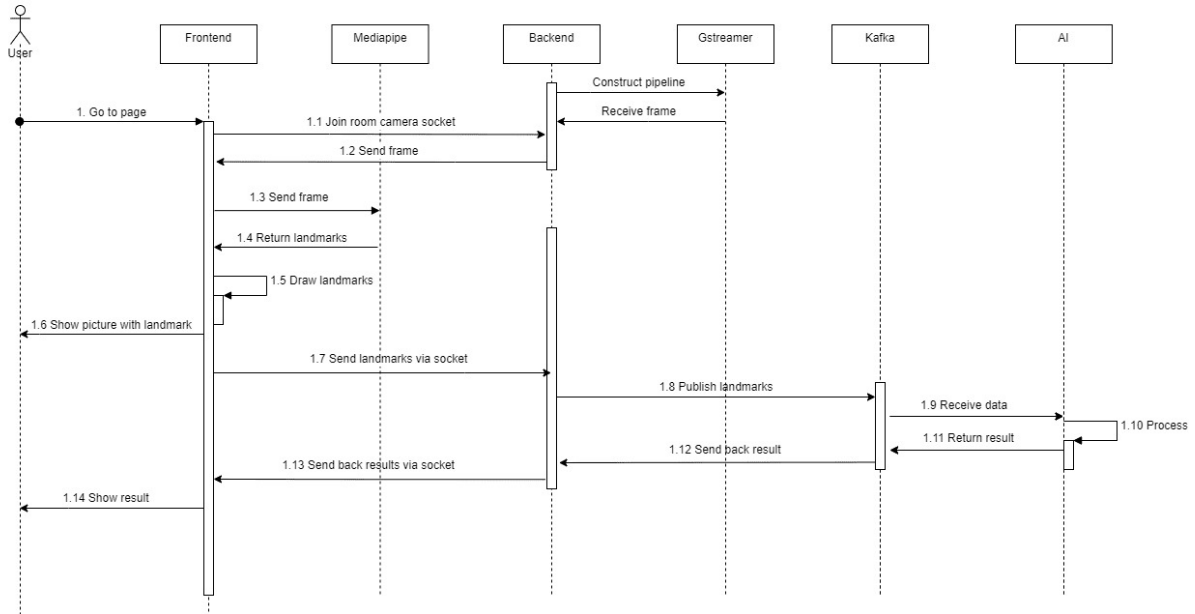 User
Frontend
Mediapipe
Backend
Gstreamer
Kafka
AI
Construct pipeline
1. Go to page
Receive frame
1.1 Join room camera socket
1.2 Send frame
1.3 Send frame
1.4 Return landmarks
1.5 Draw landmarks
1.6 Show picture with landmark
1.7 Send landmarks via socket
1.8 Publish landmarks
1.9 Receive data
1.10 Process
1.11 Return result
1.12 Send back result
1.13 Send back results via socket
1.14 Show result